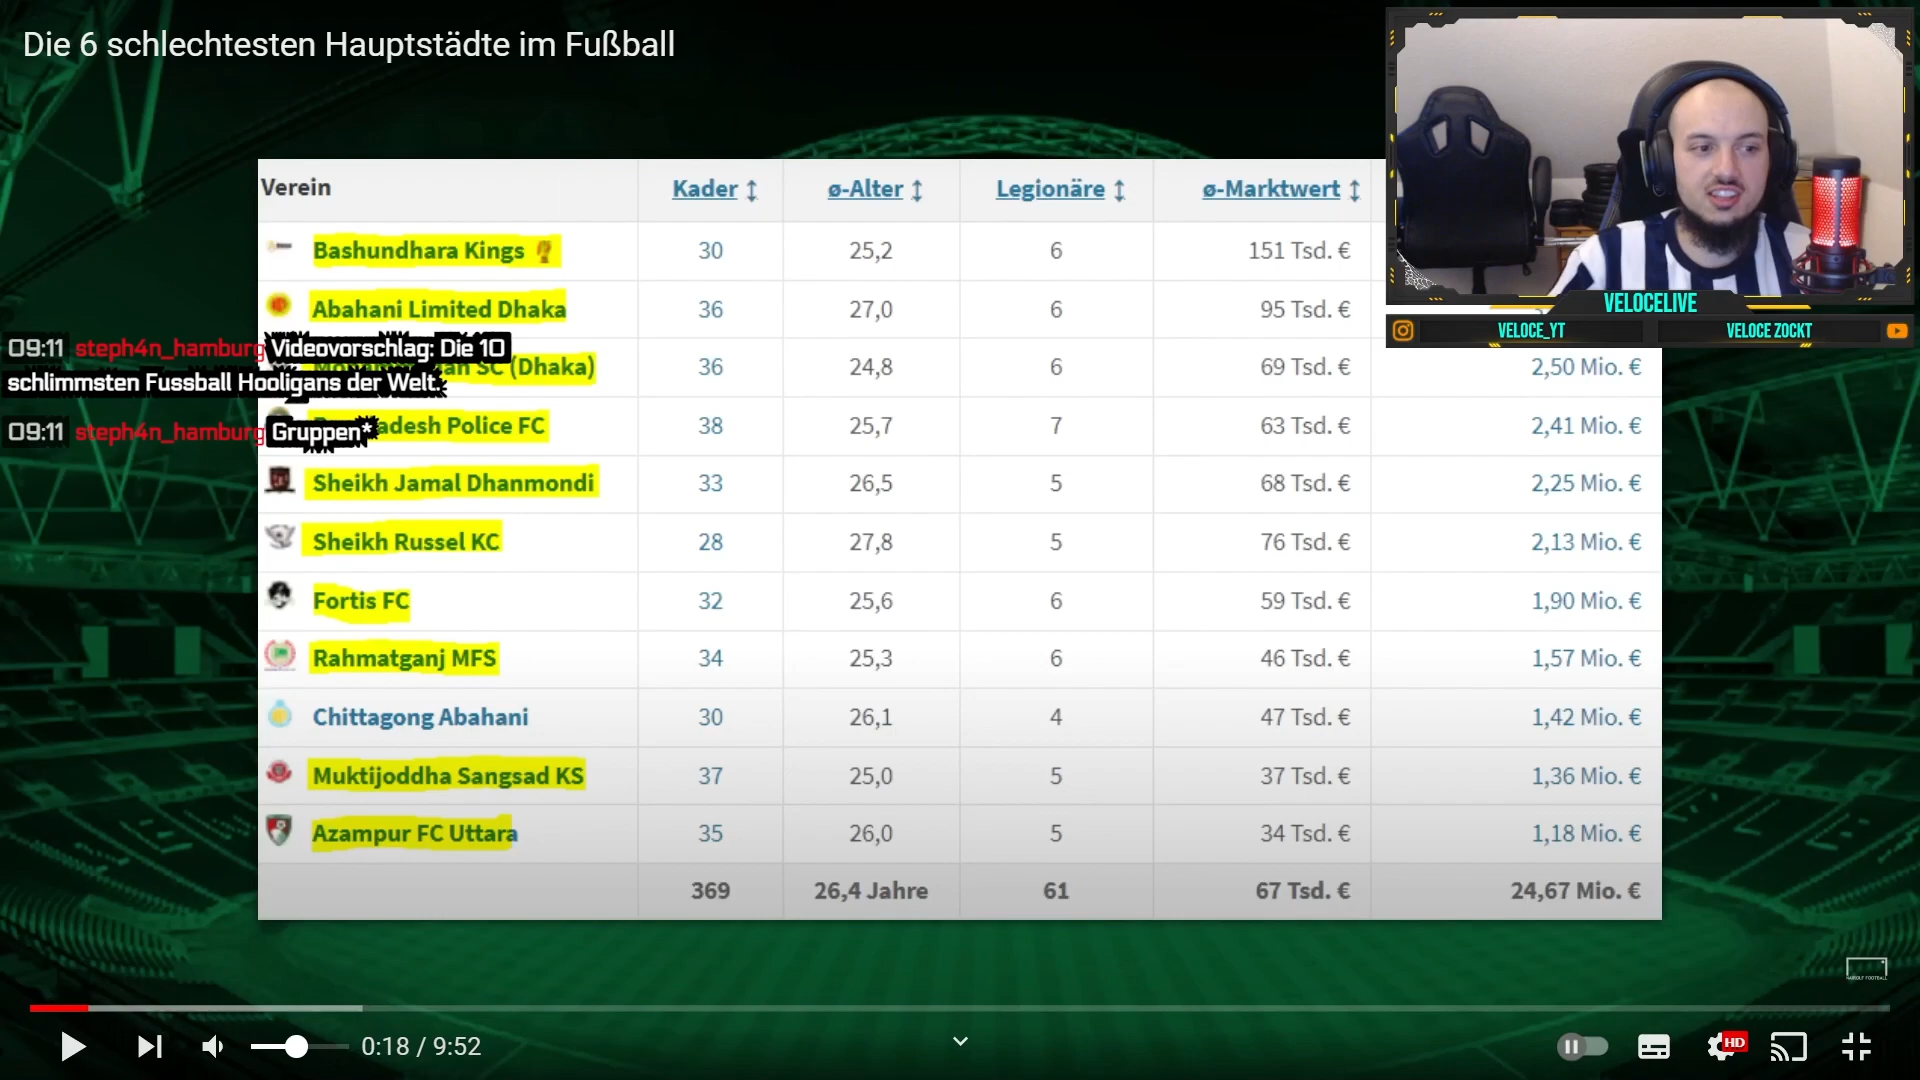 Die 6 schlechtesten Hauptstädte im Fußball
Verein Kader ø-Alter Legionäre ø-Marktwert
Bashundhara Kings 30 25,2 6 151 Tsd. €
Abahani Limited Dhaka 36 27,0 6 95 Tsd. €
SC (Dhaka) 36 24,8 6 69 Tsd. € 2,50 Mio. €
Police FC 38 25,7 7 63 Tsd. € 2,41 Mio. €
Sheikh Jamal Dhanmondi 33 26,5 5 68 Tsd. € 2,25 Mio. €
Sheikh Russel KC 28 27,8 5 76 Tsd. € 2,13 Mio. €
Fortis FC 32 25,6 6 59 Tsd. € 1,90 Mio. €
Rahmatganj MFS 34 25,3 6 46 Tsd. € 1,57 Mio. €
Chittagong Abahani 30 26,1 4 47 Tsd. € 1,42 Mio. €
Muktijoddha Sangsad KS 37 25,0 5 37 Tsd. € 1,36 Mio. €
Azampur FC Uttara 35 26,0 5 34 Tsd. € 1,18 Mio. €
369 26,4 Jahre 61 67 Tsd. € 24,67 Mio. €
09:11 steph4n_hamburg Videovorschlag: Die 10
schlimmsten Fussball Hooligans der Welt.
09:11 steph4n_hamburg Gruppen*
VELOCELIVE
VELOCE_YT VELOCE ZOCKT
0:18 / 9:52
HD